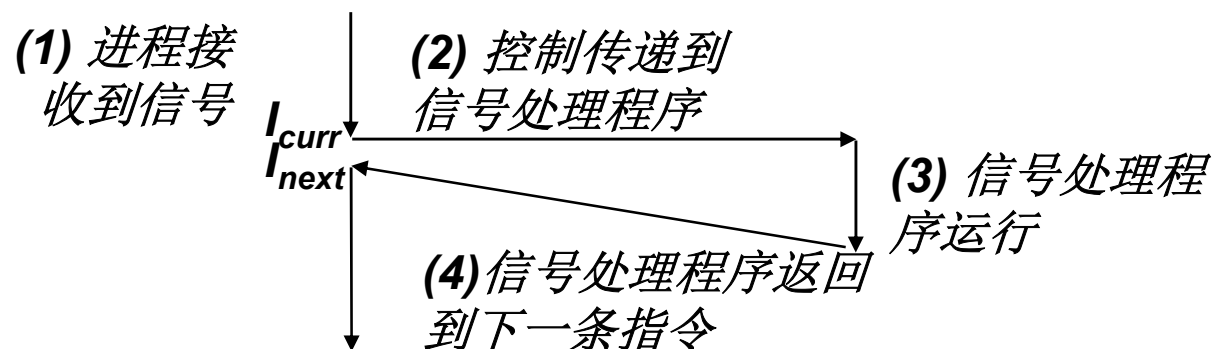 (1) 进程接
收到信号
(2) 控制传递到
信号处理程序
Icurr
Inext
(3) 信号处理程
序运行
(4)信号处理程序返回
到下一条指令